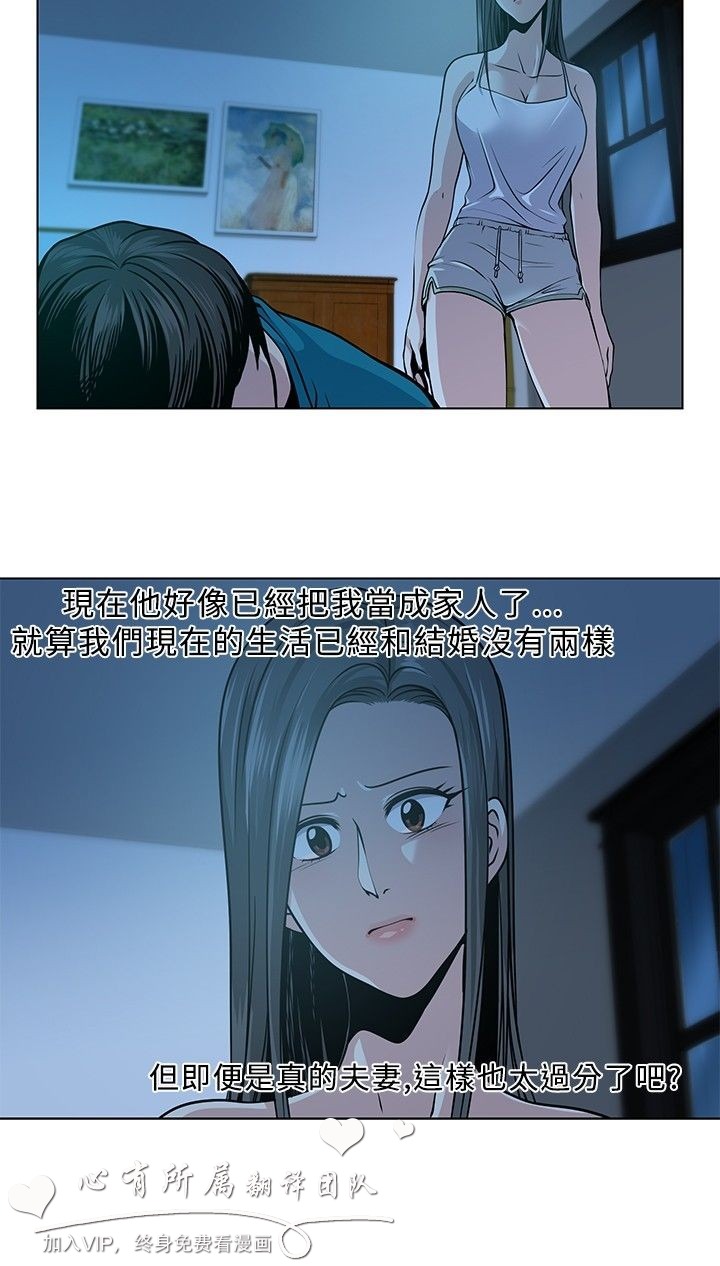 現在他好像已經把我當成家人了...
就算我們現在的生活已經和結婚沒有兩樣
但即便是真的夫妻,這樣也太過分了吧?
心有所属翻译团队
加入VIP，终身免费看漫画